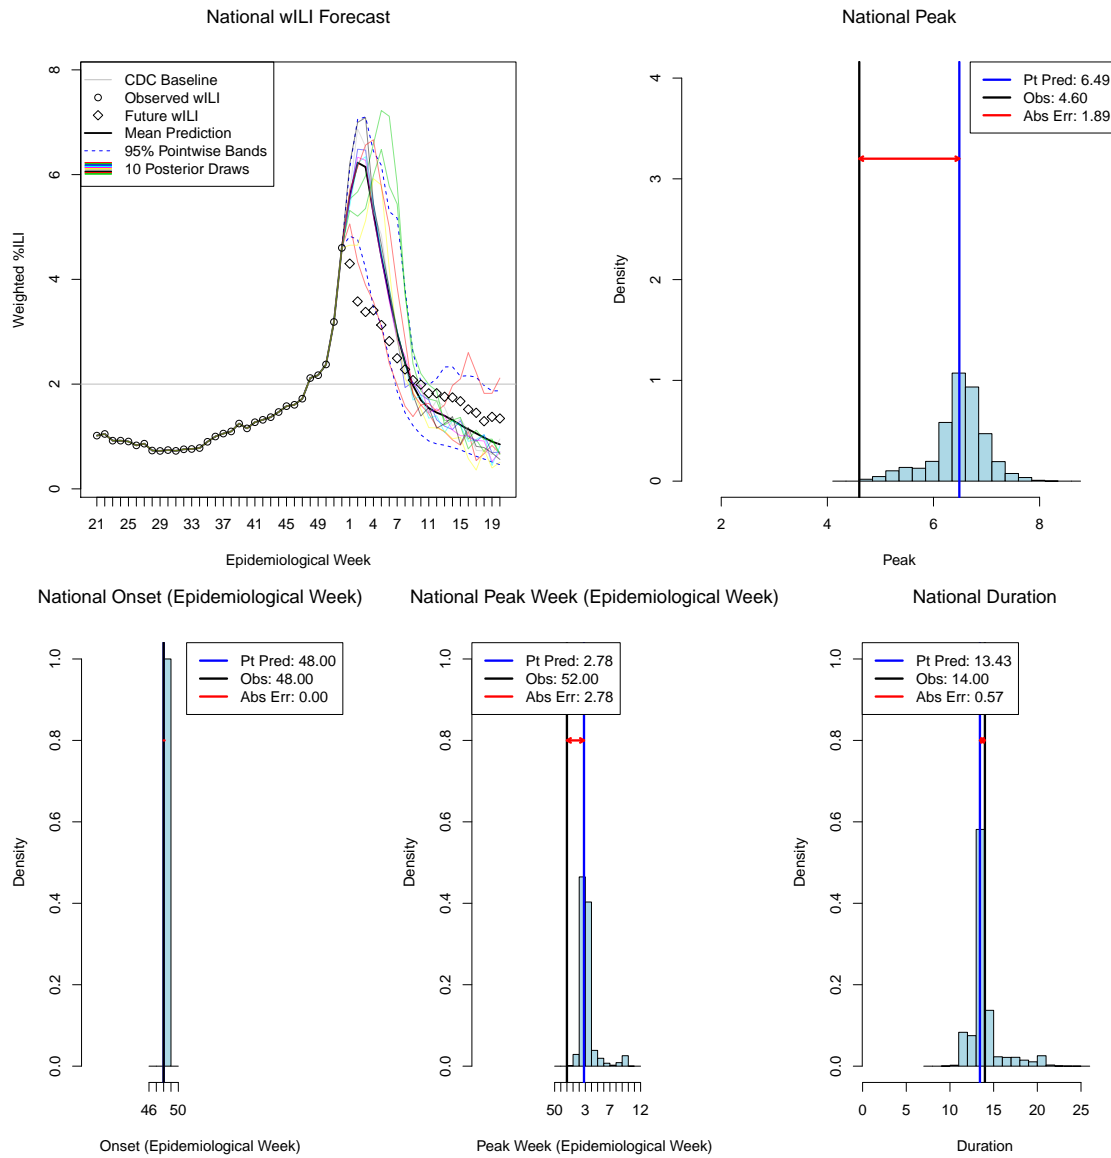 National wILI Forecast
CDC Baseline
Observed wILI
Future wILI
Mean Prediction
95% Pointwise Bands
10 Posterior Draws
Weighted %ILI
8
6
4
2
0
21 25 29 33 37 41 45 49 1 4 7 11 15 19
Epidemiological Week
National Peak
Pt Pred: 6.49
Obs: 4.60
Abs Err: 1.89
Density
4
3
2
1
0
2 4 6 8
Peak
National Onset (Epidemiological Week)
Pt Pred: 48.00
Obs: 48.00
Abs Err: 0.00
Density
1.0
0.8
0.6
0.4
0.2
0.0
46 50
Onset (Epidemiological Week)
National Peak Week (Epidemiological Week)
Pt Pred: 2.78
Obs: 52.00
Abs Err: 2.78
Density
1.0
0.8
0.6
0.4
0.2
0.0
50 3 7 12
Peak Week (Epidemiological Week)
National Duration
Pt Pred: 13.43
Obs: 14.00
Abs Err: 0.57
Density
1.0
0.8
0.6
0.4
0.2
0.0
0 5 10 15 20 25
Duration